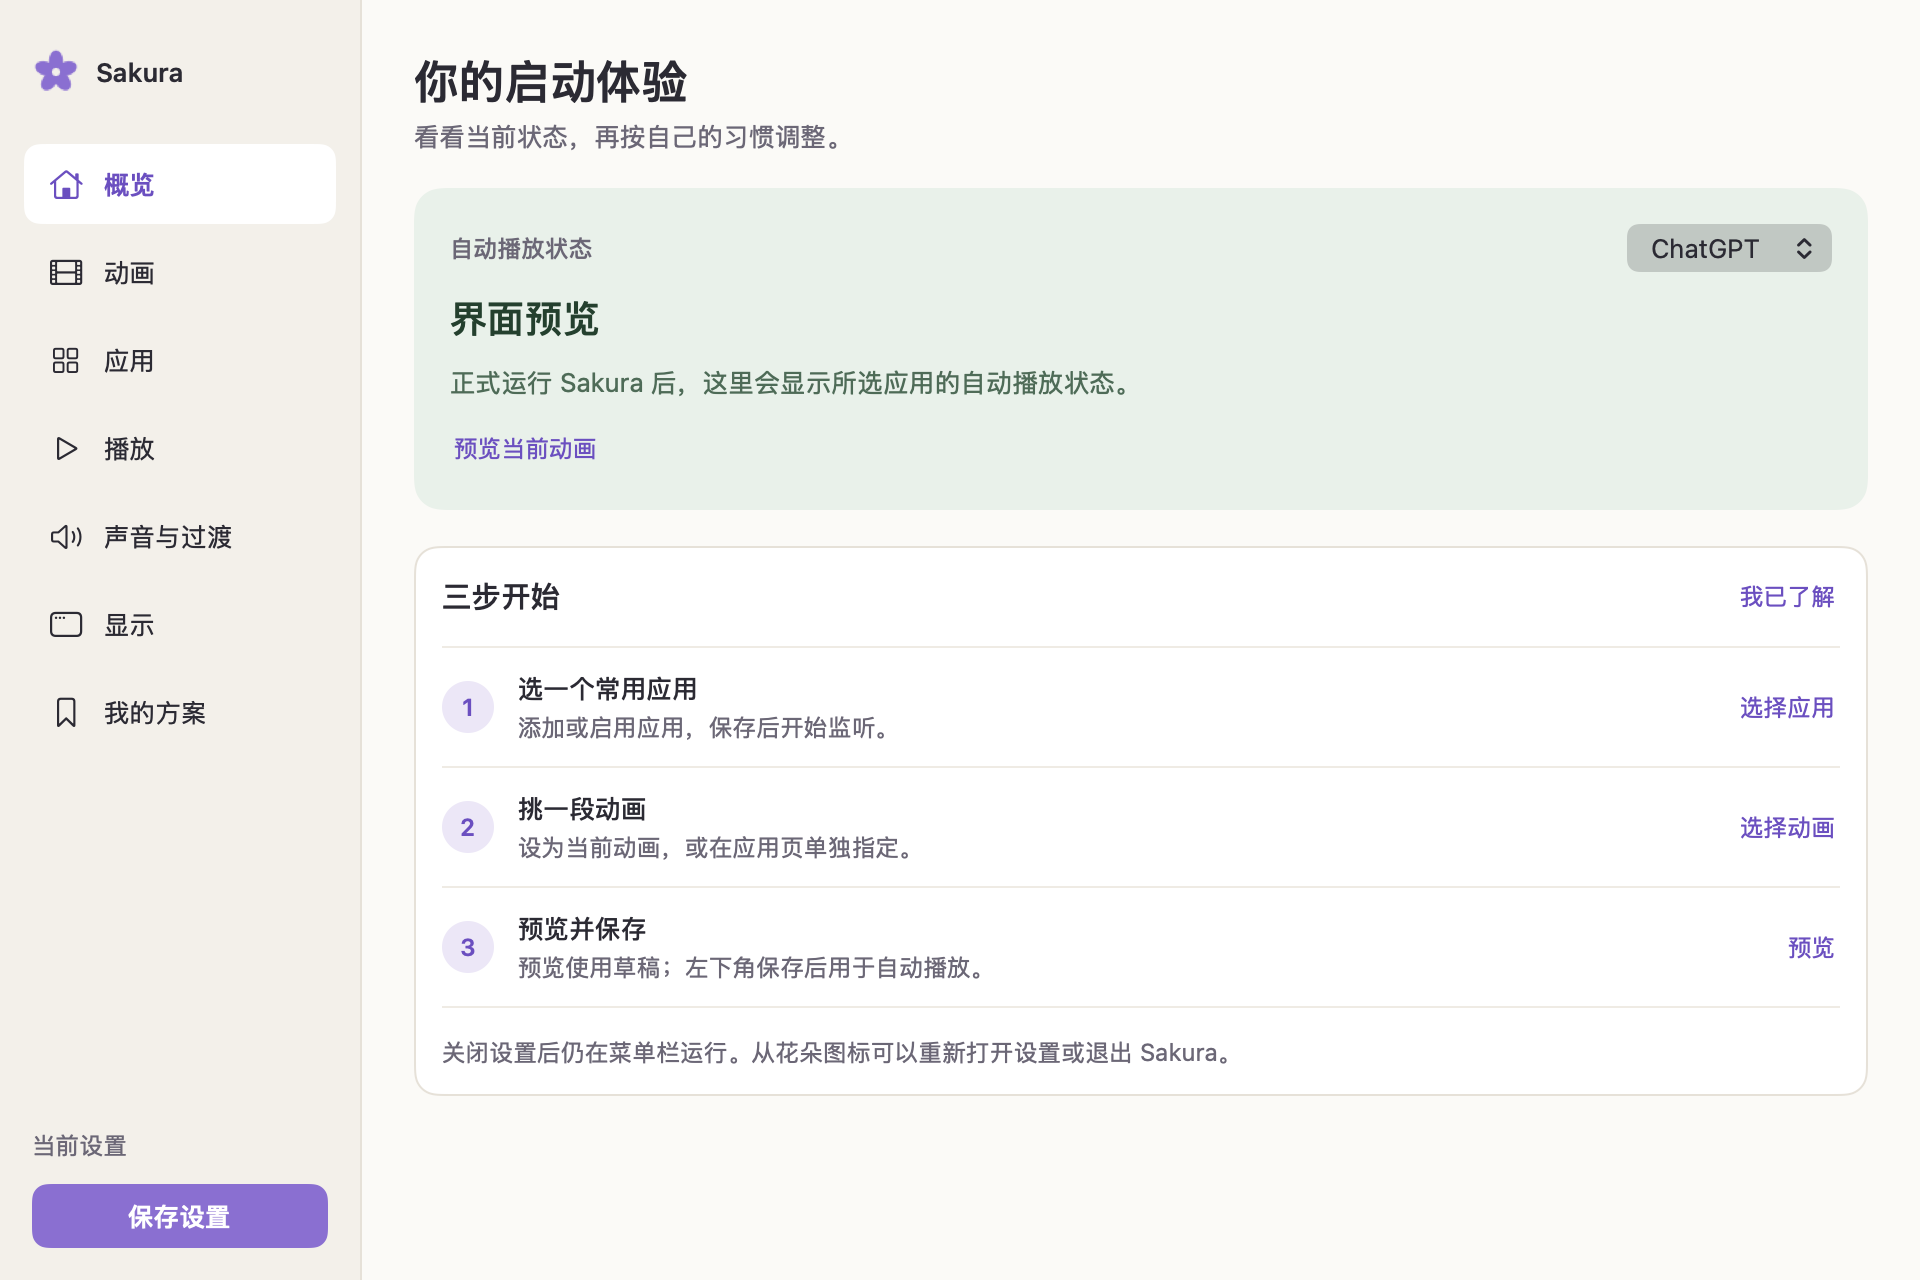 Sakura
概览
动画
应用
播放
声音与过渡
显示
我的方案
当前设置
保存设置
你的启动体验
看看当前状态，再按自己的习惯调整。
自动播放状态
ChatGPT
界面预览
正式运行 Sakura 后，这里会显示所选应用的自动播放状态。
预览当前动画
三步开始
我已了解
1
选一个常用应用
添加或启用应用，保存后开始监听。
选择应用
2
挑一段动画
设为当前动画，或在应用页单独指定。
选择动画
3
预览并保存
预览使用草稿；左下角保存后用于自动播放。
预览
关闭设置后仍在菜单栏运行。从花朵图标可以重新打开设置或退出 Sakura。